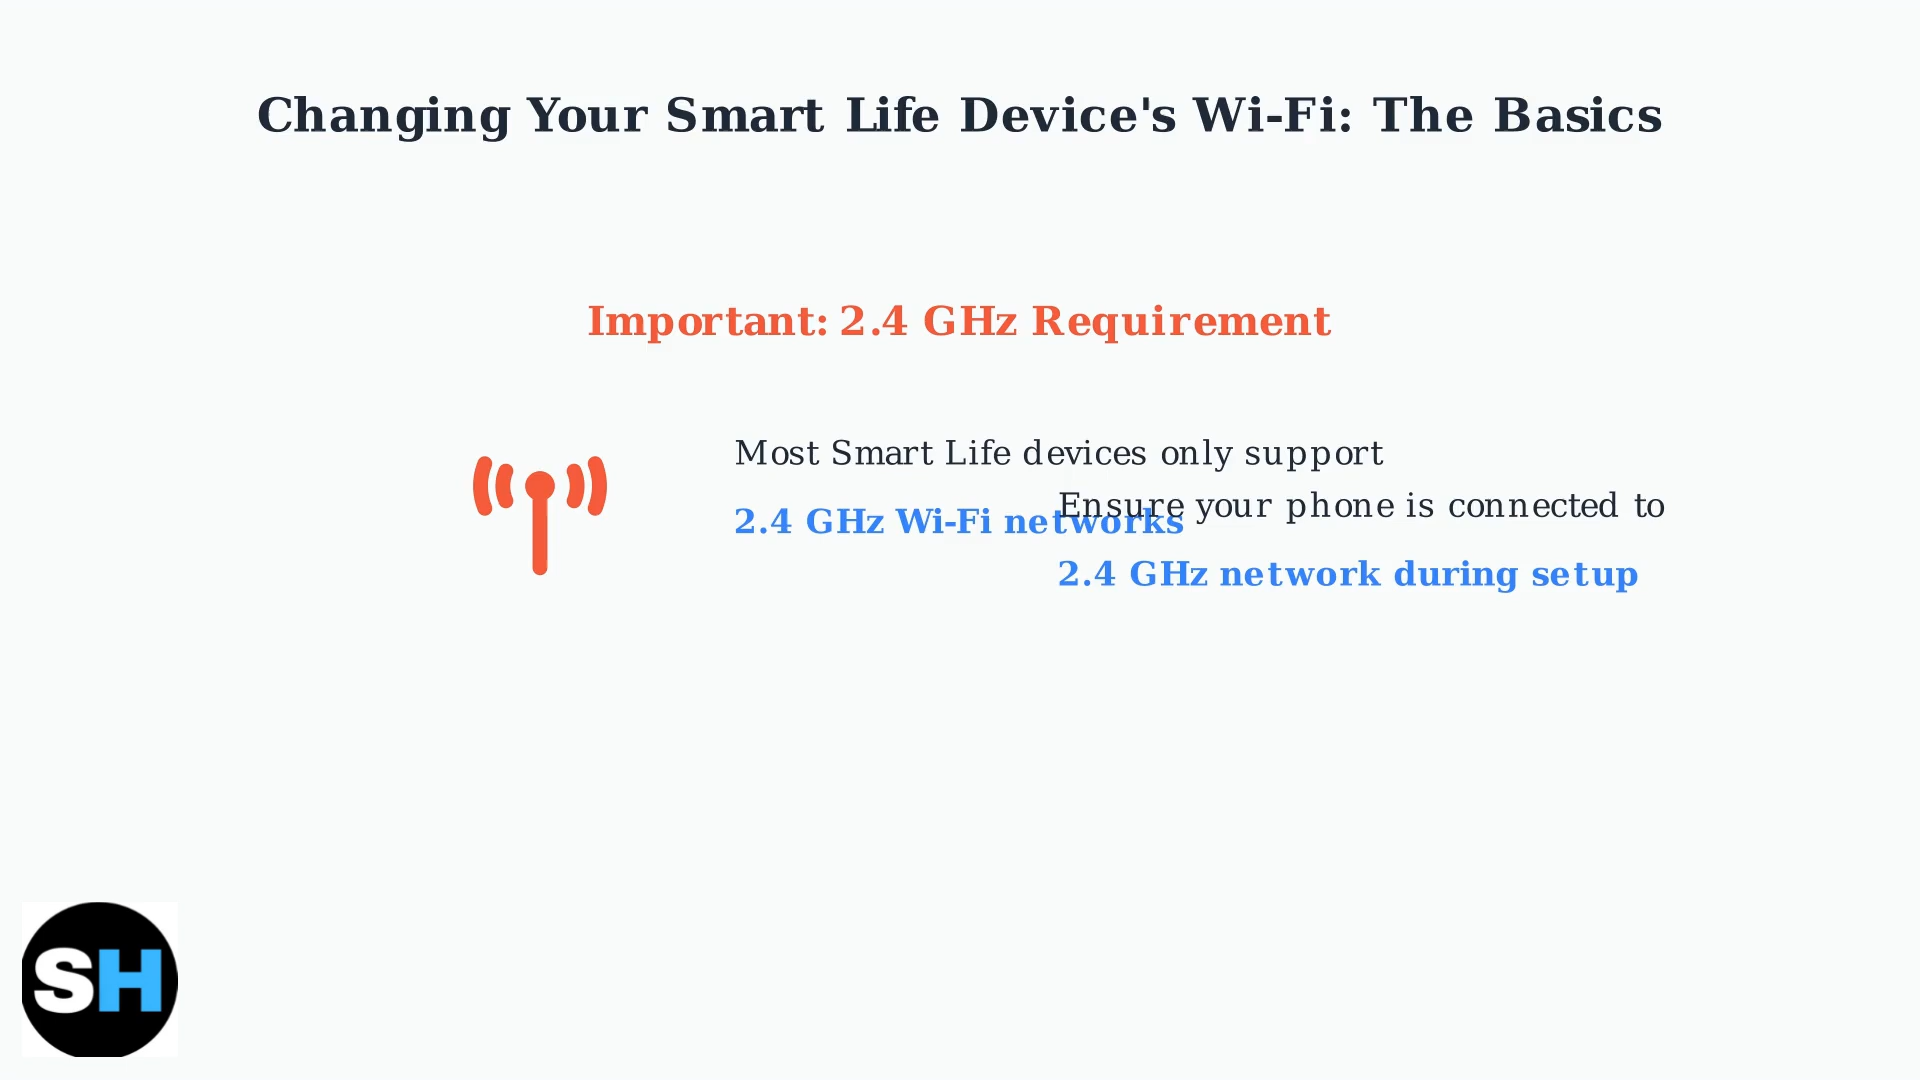 Changing Your Smart Life Device's Wi-Fi: The Basics
Important: 2.4 GHz Requirement
Most Smart Life devices only support
2.4 GHz Wi-Fi networks
Ensure your phone is connected to
2.4 GHz network during setup
SH